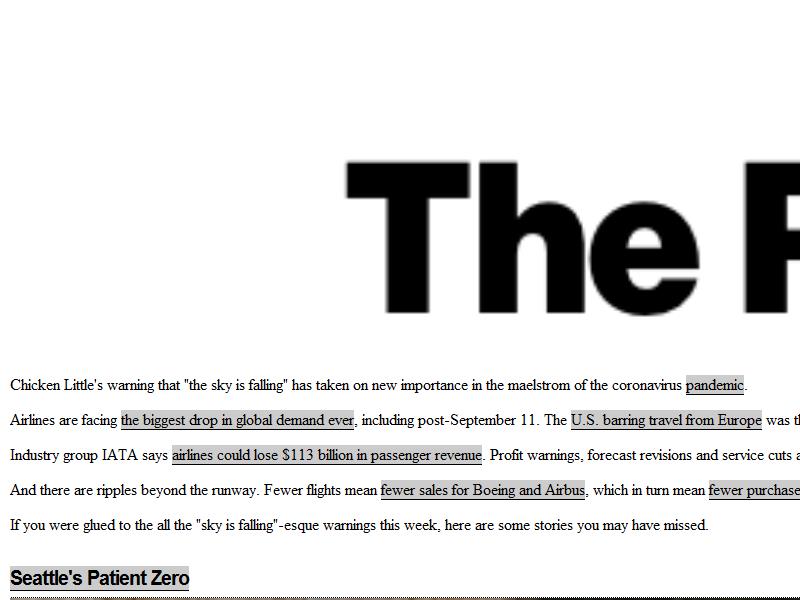 The
Chicken Little's warning that "the sky is falling" has taken on new importance in the maelstrom of the coronavirus pandemic.
Airlines are facing the biggest drop in global demand ever, including post-September 11. The U.S. barring travel from Europe was
Industry group IATA says airlines could lose $113 billion in passenger revenue. Profit warnings, forecast revisions and service cuts
And there are ripples beyond the runway. Fewer flights mean fewer sales for Boeing and Airbus, which in turn mean fewer
If you were glued to the all the "sky is falling"-esque warnings this week, here are some stories you may have missed.
Seattle's Patient Zero